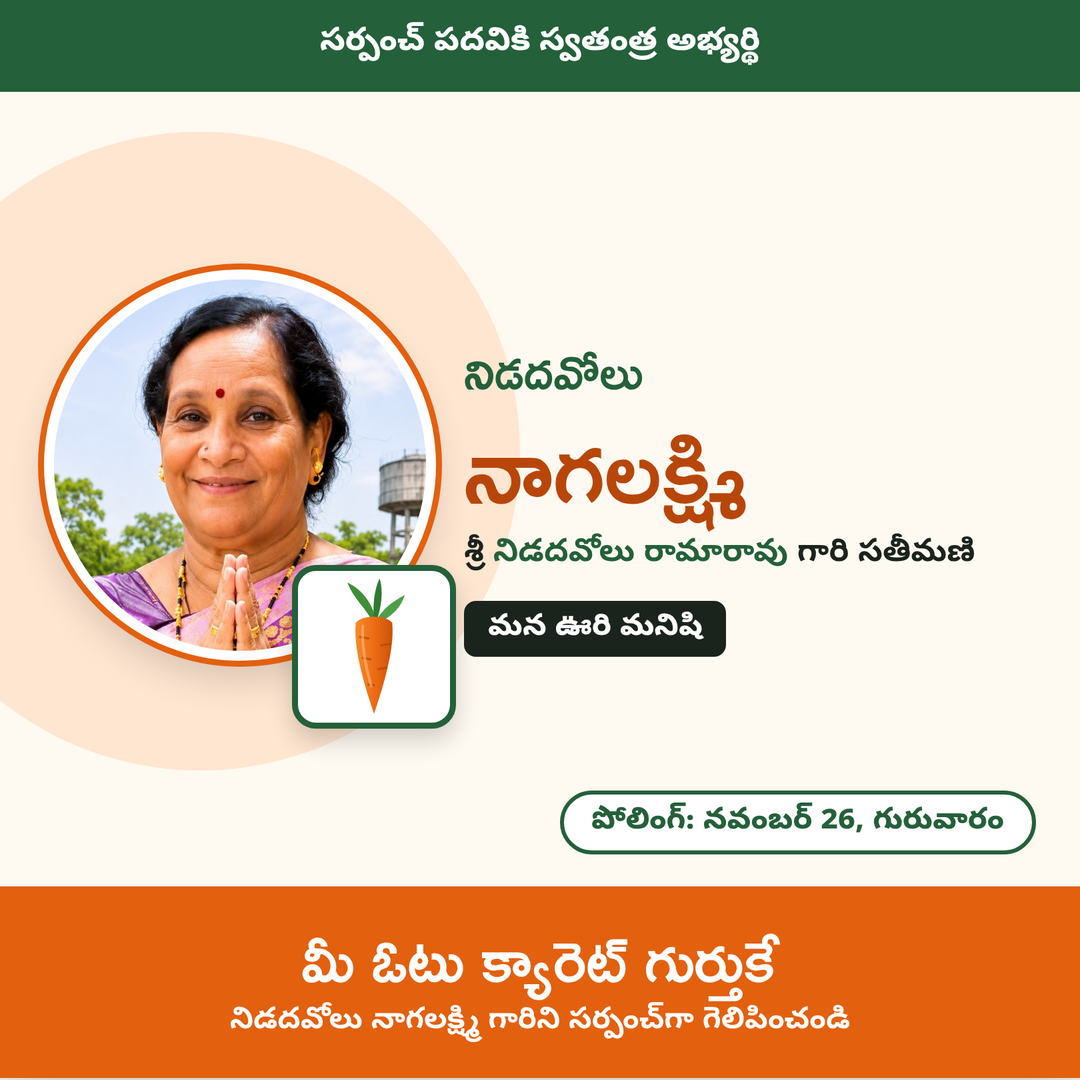 సర్పంచ్ పదవికి స్వతంత్ర అభ్యర్థి
నిడదవోలు
నాగలక్ష్మి
శ్రీ నిడదవోలు రామారావు గారి సతీమణి
మన ఊరి మనిషి
పోలింగ్: నవంబర్ 26, గురువారం
మీ ఓటు క్యారెట్ గుర్తుకే
నిడదవోలు నాగలక్ష్మి గారిని సర్పంచ్‌గా గెలిపించండి